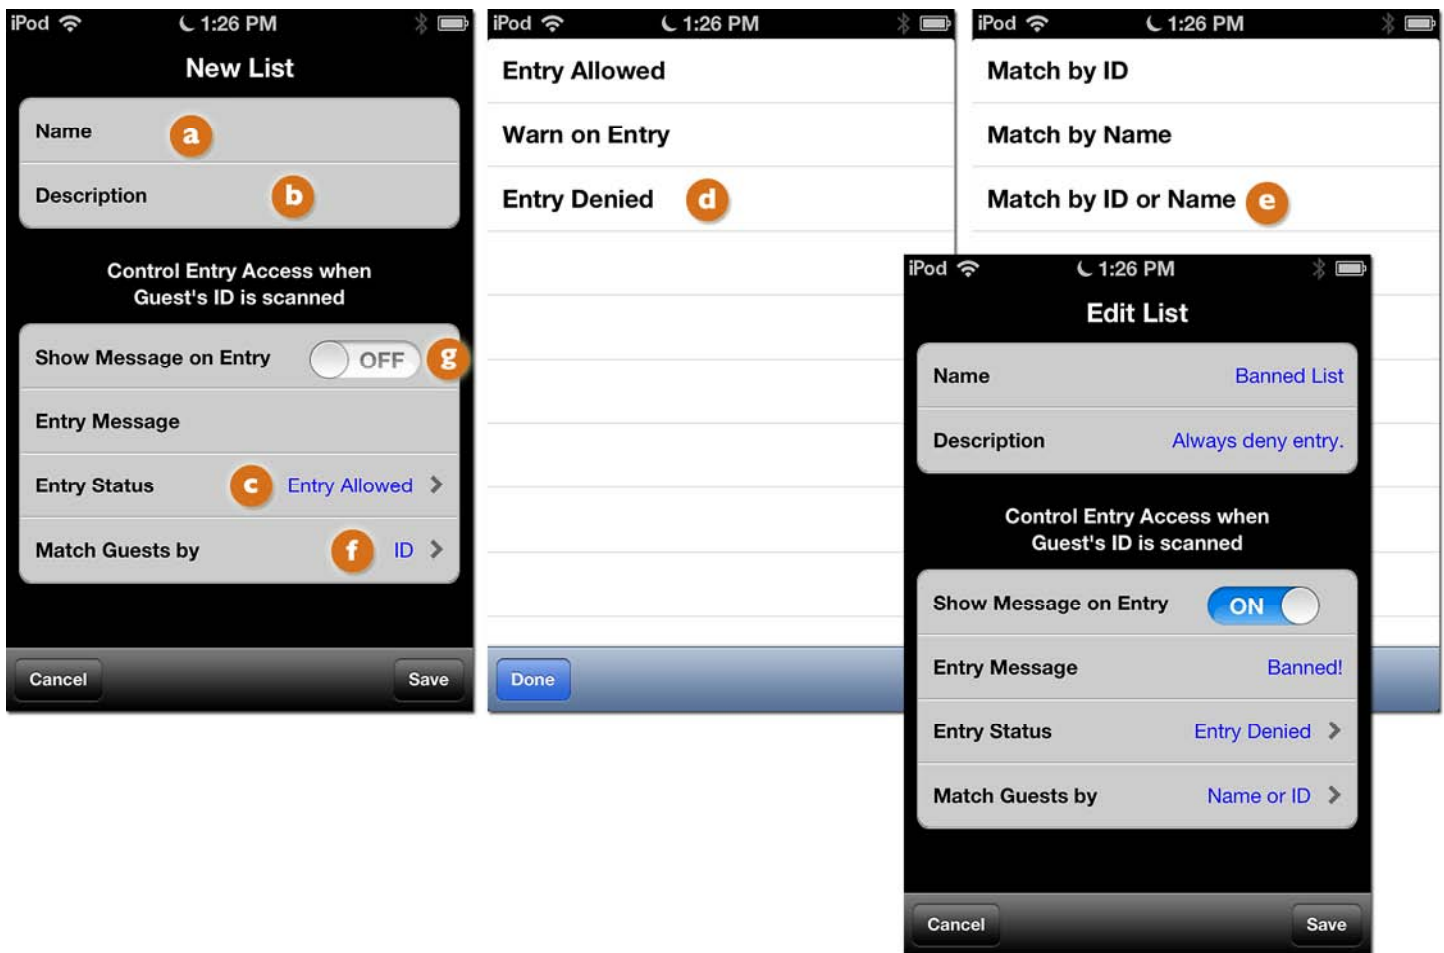 iPod 1:26 PM
New List
Name a
Description b
Control Entry Access when
Guest's ID is scanned
Show Message on Entry OFF g
Entry Message
Entry Status c Entry Allowed
Match Guests by f ID
Cancel Save
iPod 1:26 PM
Entry Allowed
Warn on Entry
Entry Denied d
Done
iPod 1:26 PM
Match by ID
Match by Name
Match by ID or Name e
iPod 1:26 PM
Edit List
Name Banned List
Description Always deny entry.
Control Entry Access when
Guest's ID is scanned
Show Message on Entry ON
Entry Message Banned!
Entry Status Entry Denied
Match Guests by Name or ID
Cancel Save